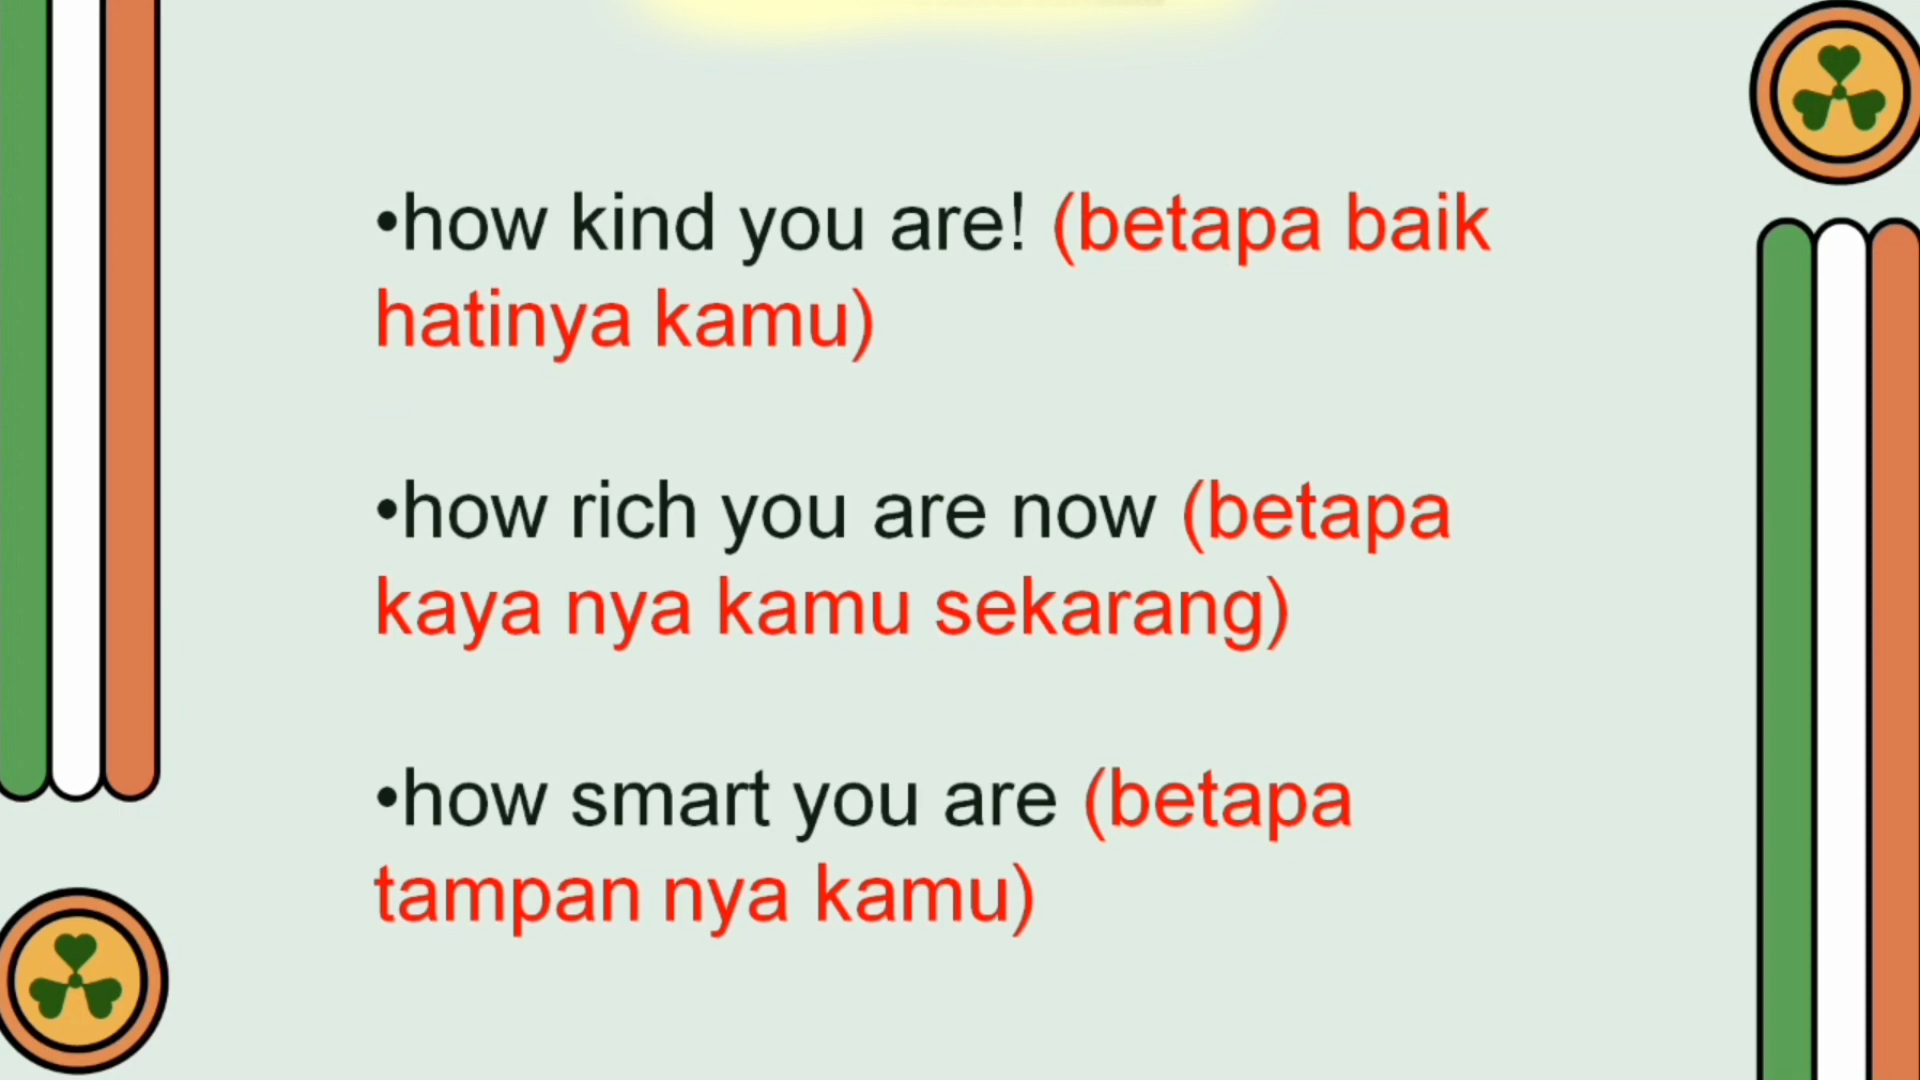 •how kind you are! (betapa baik
hatinya kamu)
•how rich you are now (betapa
kaya nya kamu sekarang)
•how smart you are (betapa
tampan nya kamu)